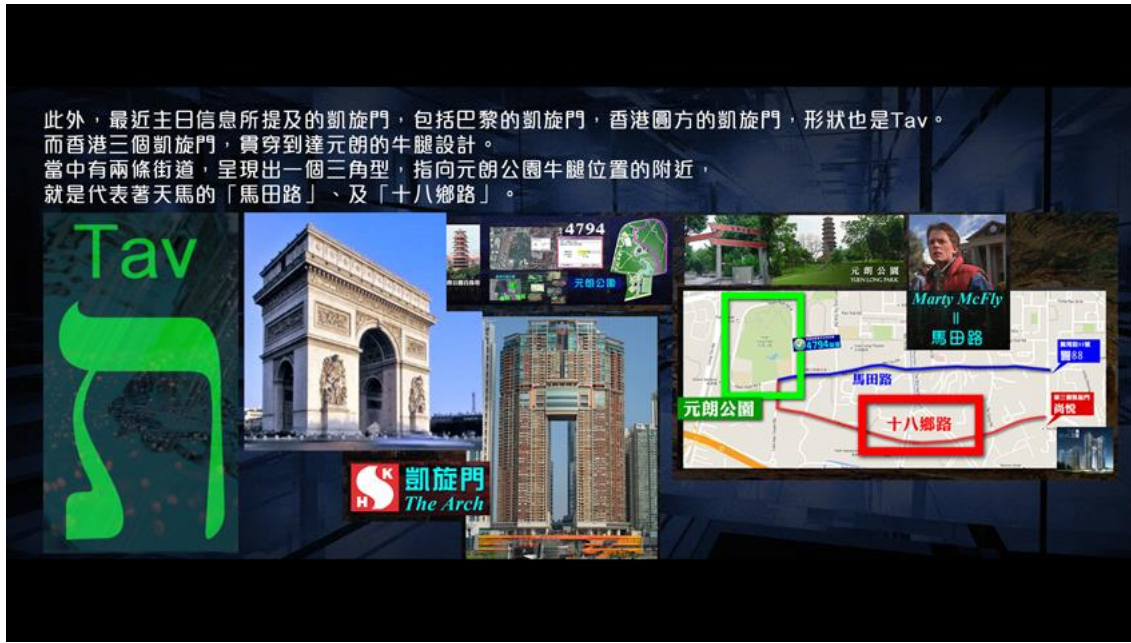 此外，最近主日信息所提及的凱旋門，包括巴黎的凱旋門，香港圓方的凱旋門，形狀也是Tav。
而香港三個凱旋門，貫穿到達元朗的牛腿設計。
當中有兩條街道，呈現出一個三角型，指向元朗公園牛腿位置的附近，
就是代表著天馬的「馬田路」、及「十八鄉路」。
Tav
ת
4794
元朗公園
SHK
凱旋門
The Arch
元朗公園
YUEN LONG PARK
Marty McFly
=
馬田路
4794
88
馬田路
元朗公園
十八鄉路
尚悅